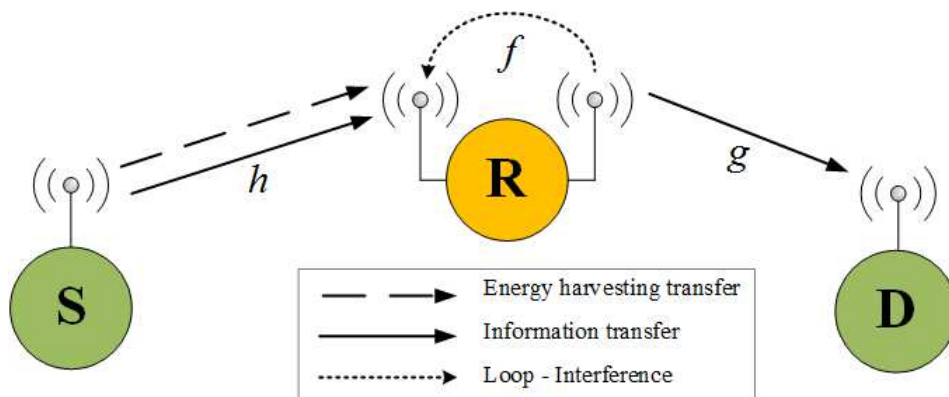 f
h
R
g
S
D
Energy harvesting transfer
Information transfer
Loop - Interference